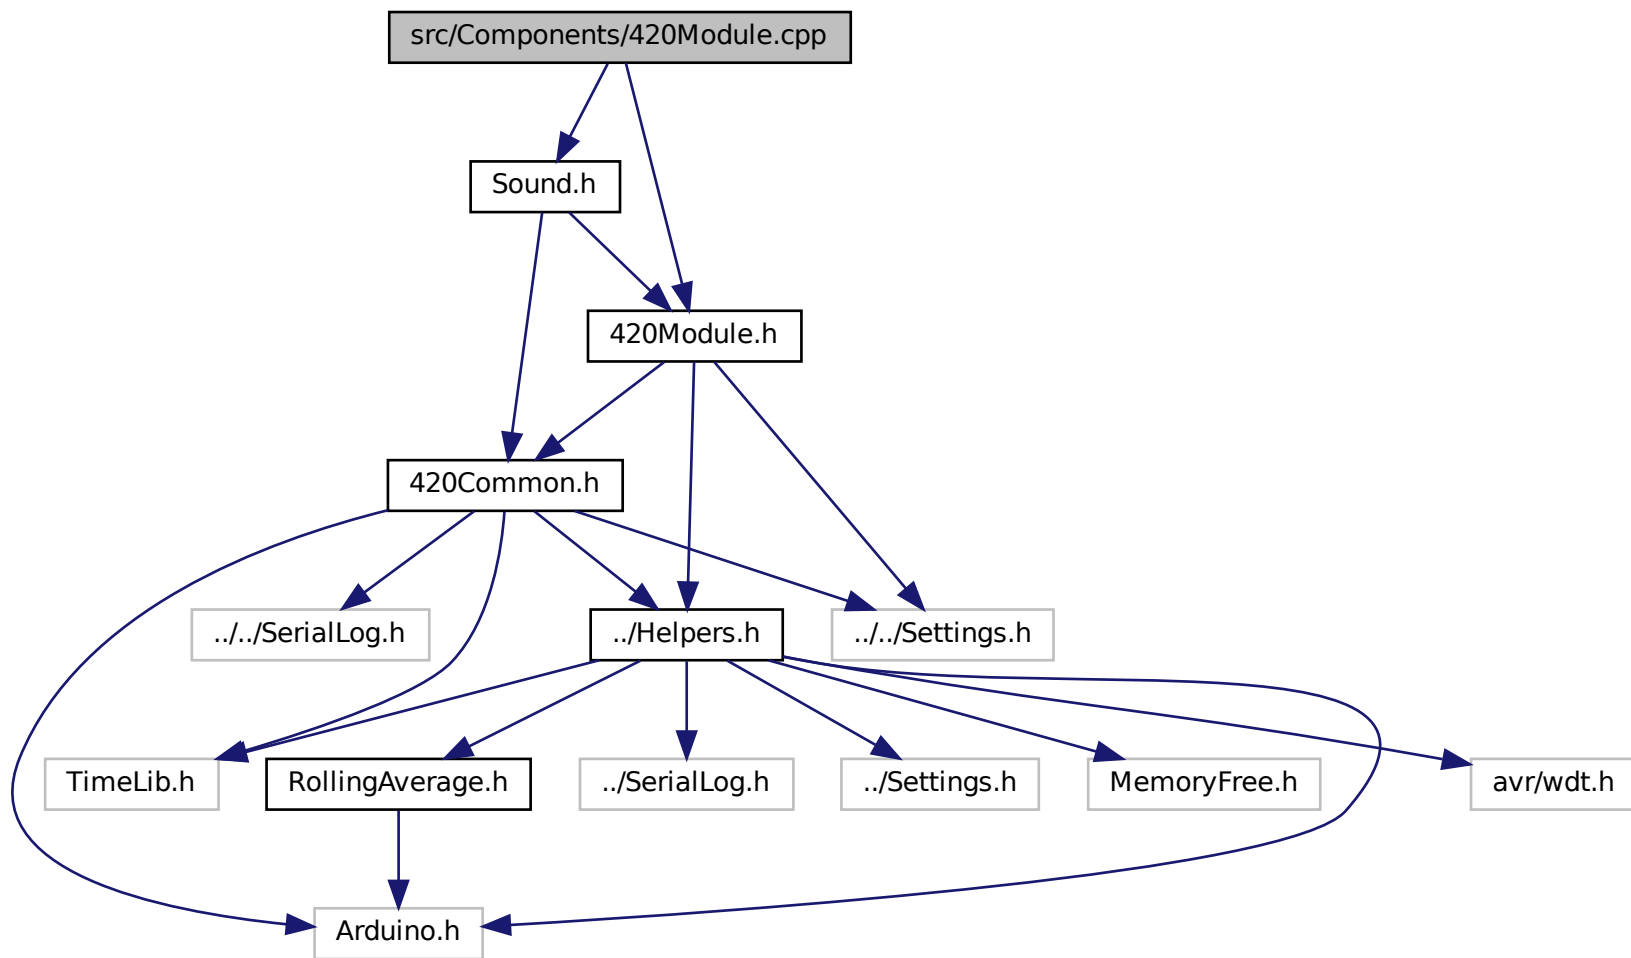 src/Components/420Module.cpp
Sound.h
420Module.h
420Common.h
../../SerialLog.h
../Helpers.h
../../Settings.h
TimeLib.h
RollingAverage.h
../SerialLog.h
../Settings.h
MemoryFree.h
avr/wdt.h
Arduino.h